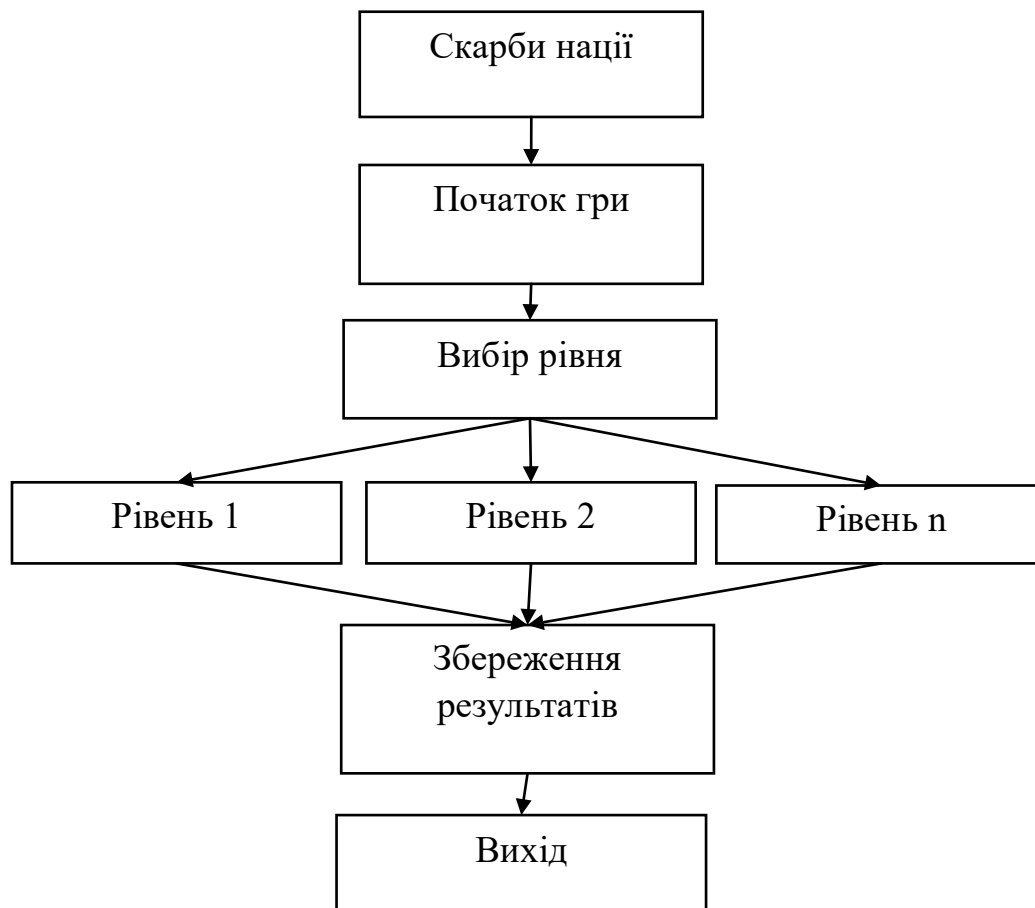 Скарби нації
Початок гри
Вибір рівня
Рівень 1
Рівень 2
Рівень n
Збереження
результатів
Вихід